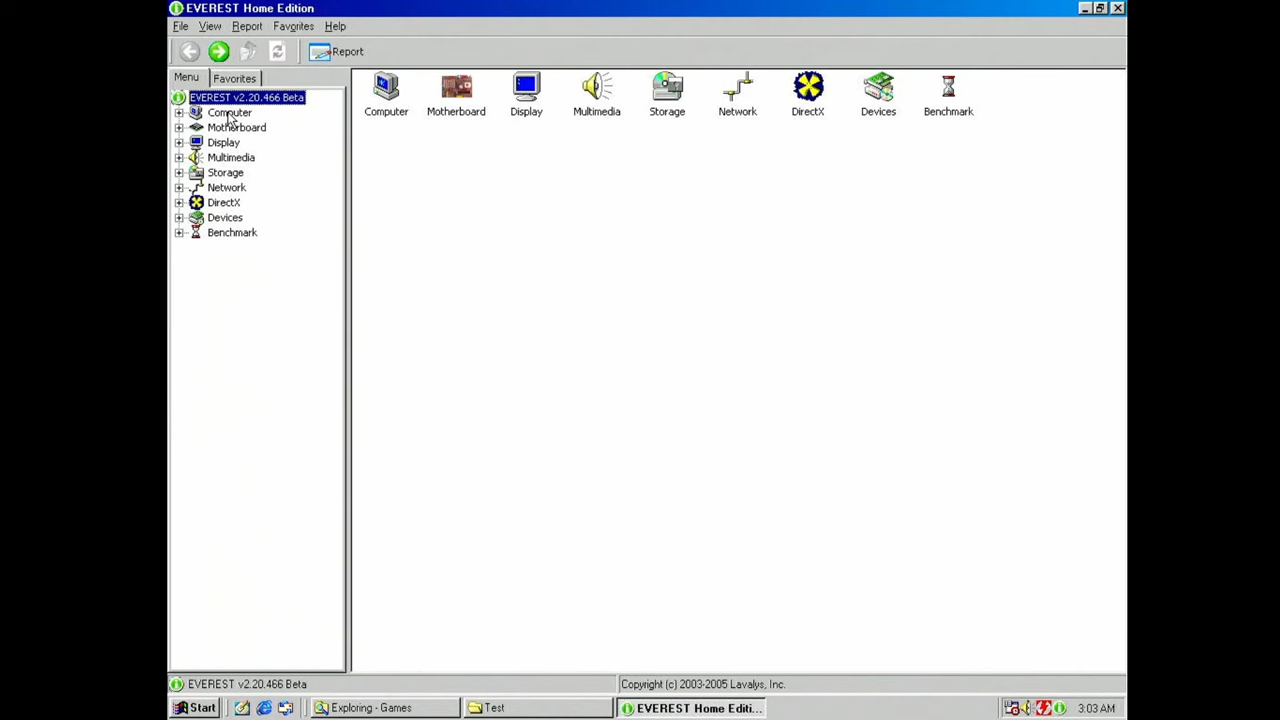 EVEREST Home Edition
File View Report Favorites Help
Report
Menu Favorites
EVEREST v2.20.466 Beta
Computer
Motherboard
Display
Multimedia
Storage
Network
DirectX
Devices
Benchmark
Computer Motherboard Display Multimedia Storage Network DirectX Devices Benchmark
EVEREST v2.20.466 Beta Copyright (c) 2003-2005 Lavalys, Inc.
Start Exploring - Games Test EVEREST Home Editi... 3:03 AM